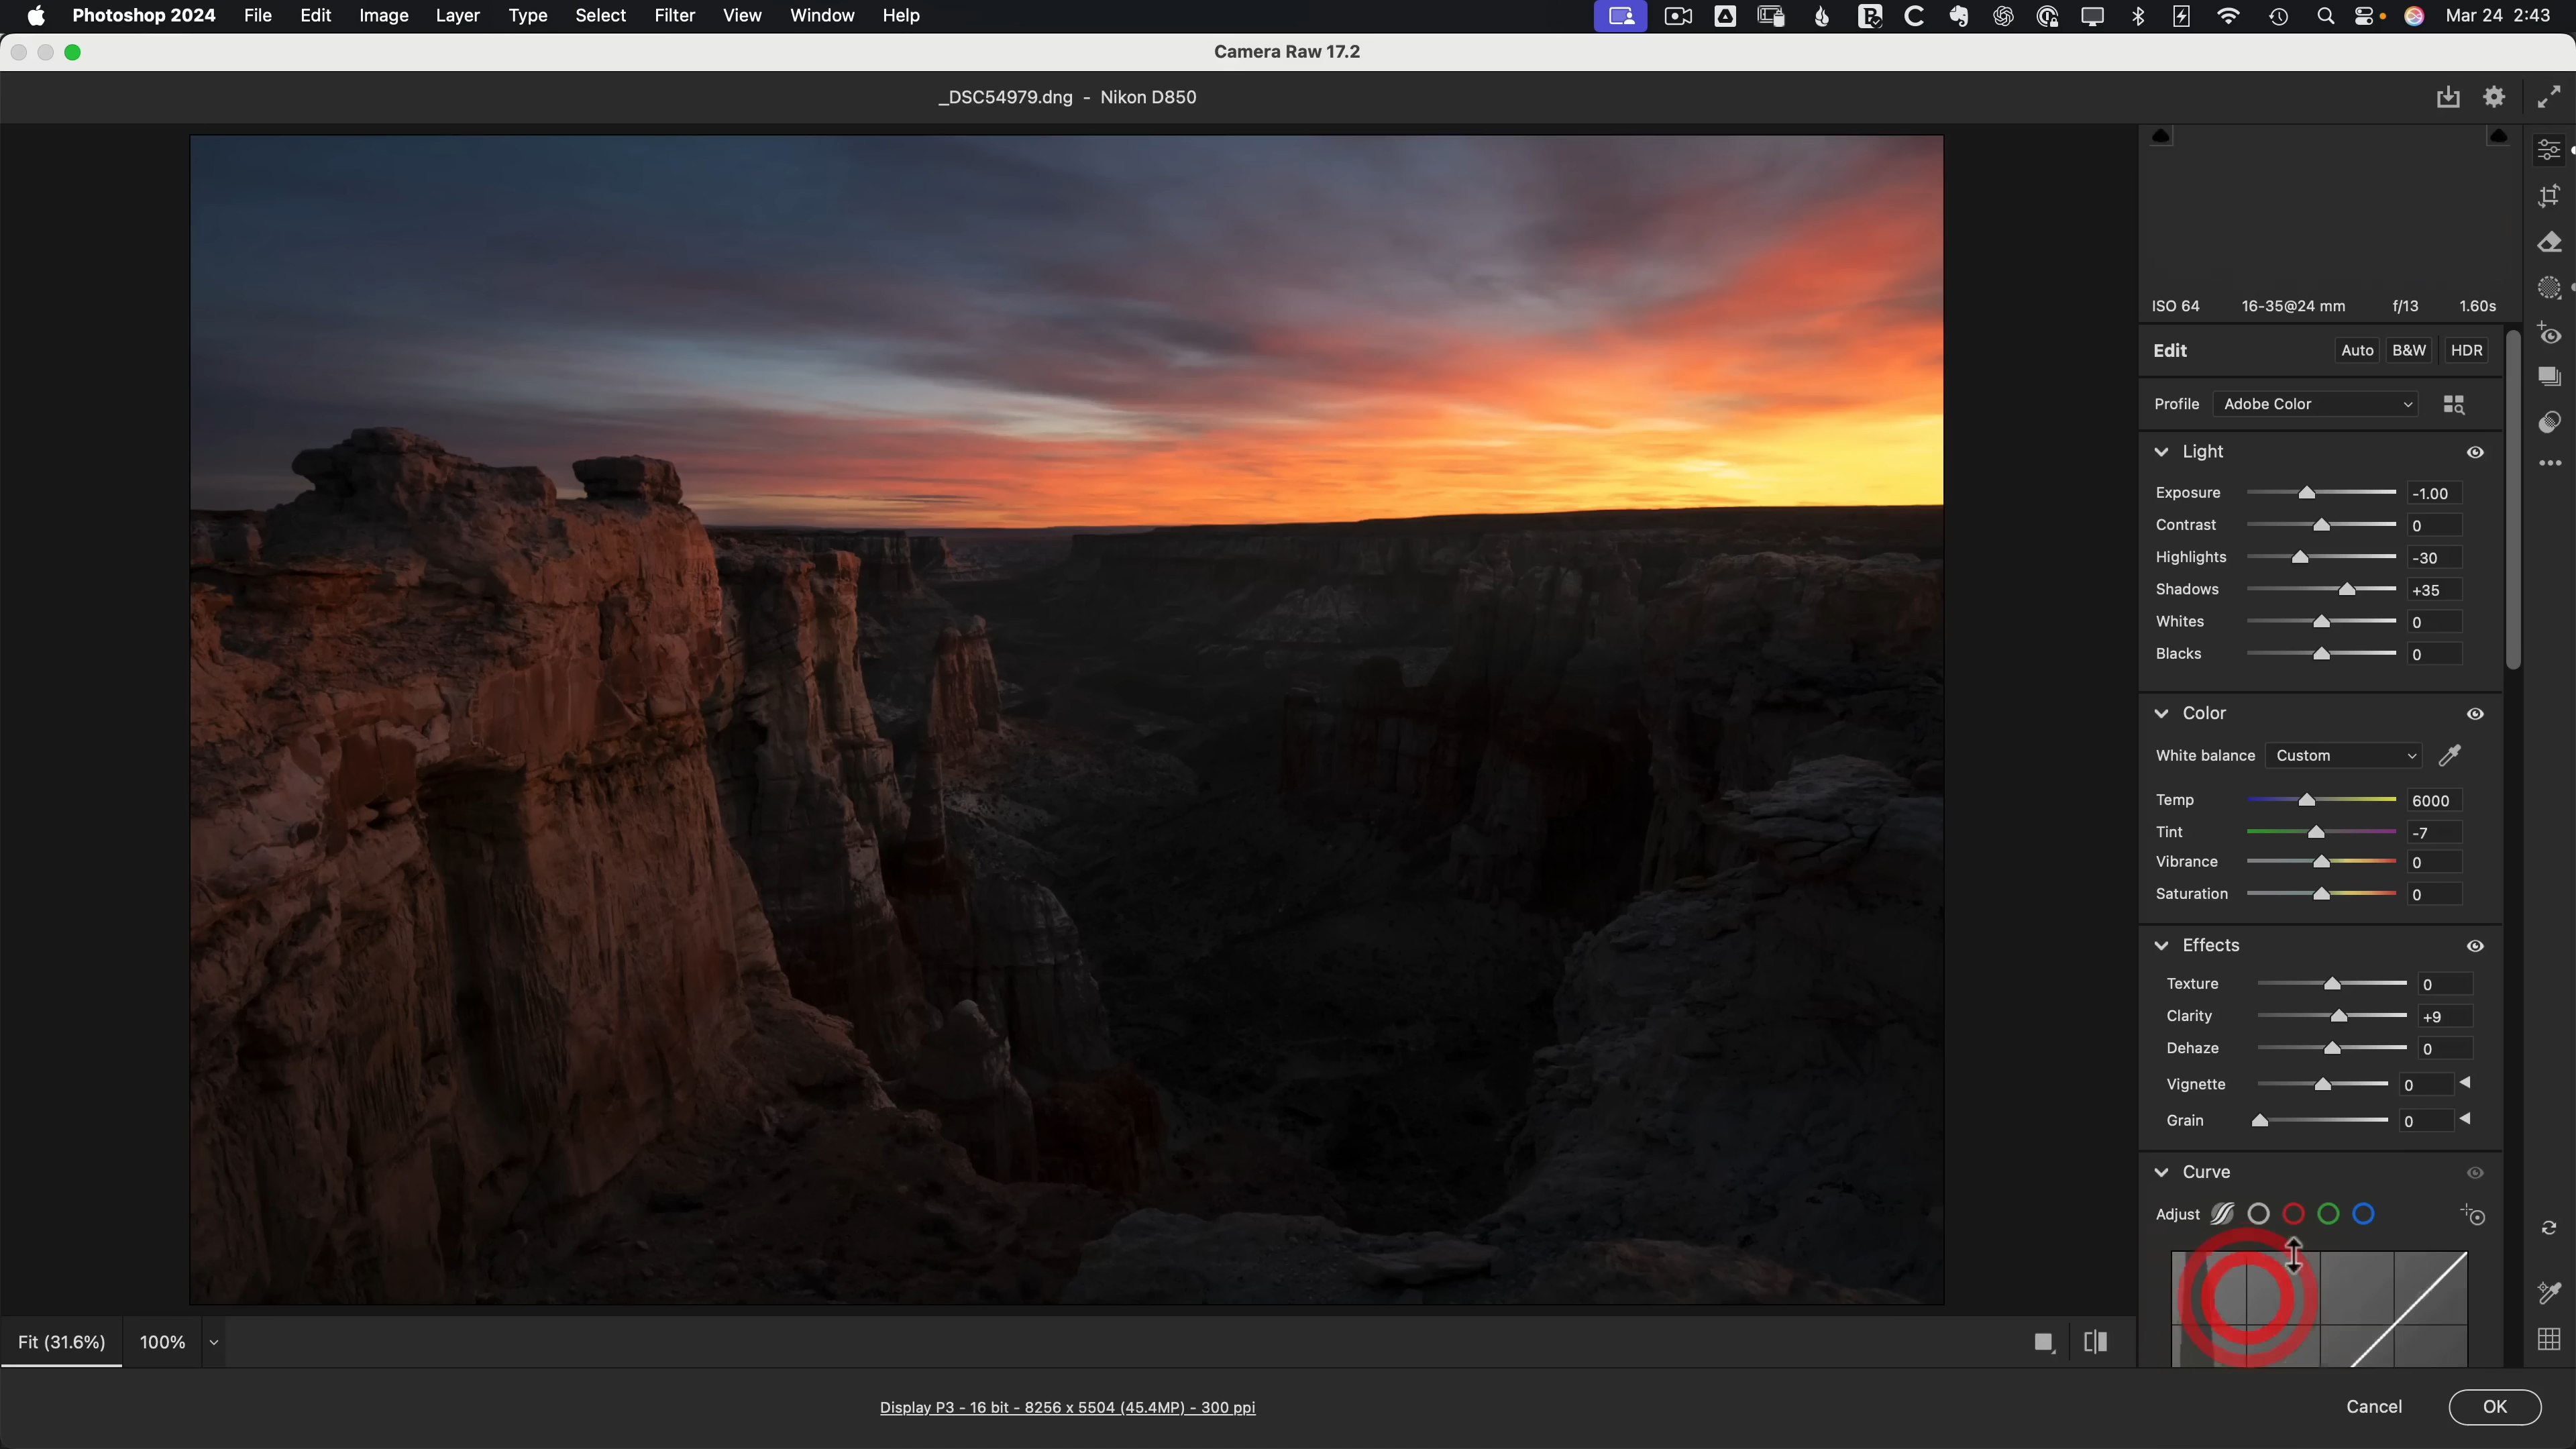 Photoshop 2024 File Edit Image Layer Type Select Filter View Window Help Mar 24 2:43
Camera Raw 17.2
_DSC54979.dng - Nikon D850
ISO 64 16-35@24 mm f/13 1.60s
Edit Auto B&W HDR
Profile Adobe Color
Light
Exposure -1.00
Contrast 0
Highlights -30
Shadows +35
Whites 0
Blacks 0
Color
White balance Custom
Temp 6000
Tint -7
Vibrance 0
Saturation 0
Effects
Texture 0
Clarity +9
Dehaze 0
Vignette 0
Grain 0
Curve
Adjust
Fit (31.6%) 100%
Display P3 - 16 bit - 8256 x 5504 (45.4MP) - 300 ppi
Cancel OK